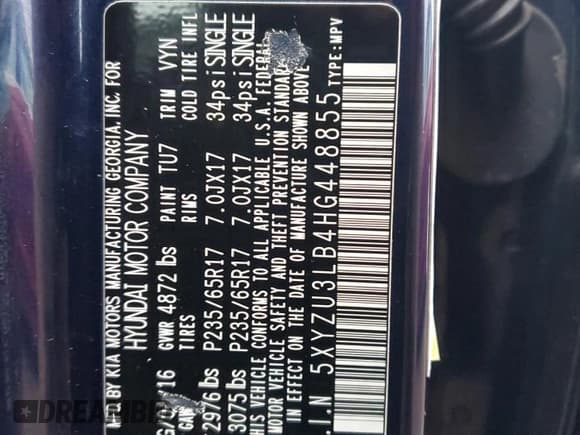 MFD BY KIA MOTORS MANUFACTURING GEORGIA, INC. FOR
HYUNDAI MOTOR COMPANY
16 GVWR 4872 lbs PAINT TU7 TRIM VYN
TIRES RIMS COLD TIRE INFL
2976 lbs P235/65R17 7.0JX17 34psi SINGLE
3075 lbs P235/65R17 7.0JX17 34psi SINGLE
THIS VEHICLE CONFORMS TO ALL APPLICABLE U.S.A. FEDERAL
MOTOR VEHICLE SAFETY AND THEFT PREVENTION STANDARDS
IN EFFECT ON THE DATE OF MANUFACTURE SHOWN ABOVE
.I.N 5XYZU3LB4HG448855 TYPE:MPV
DREAMBID